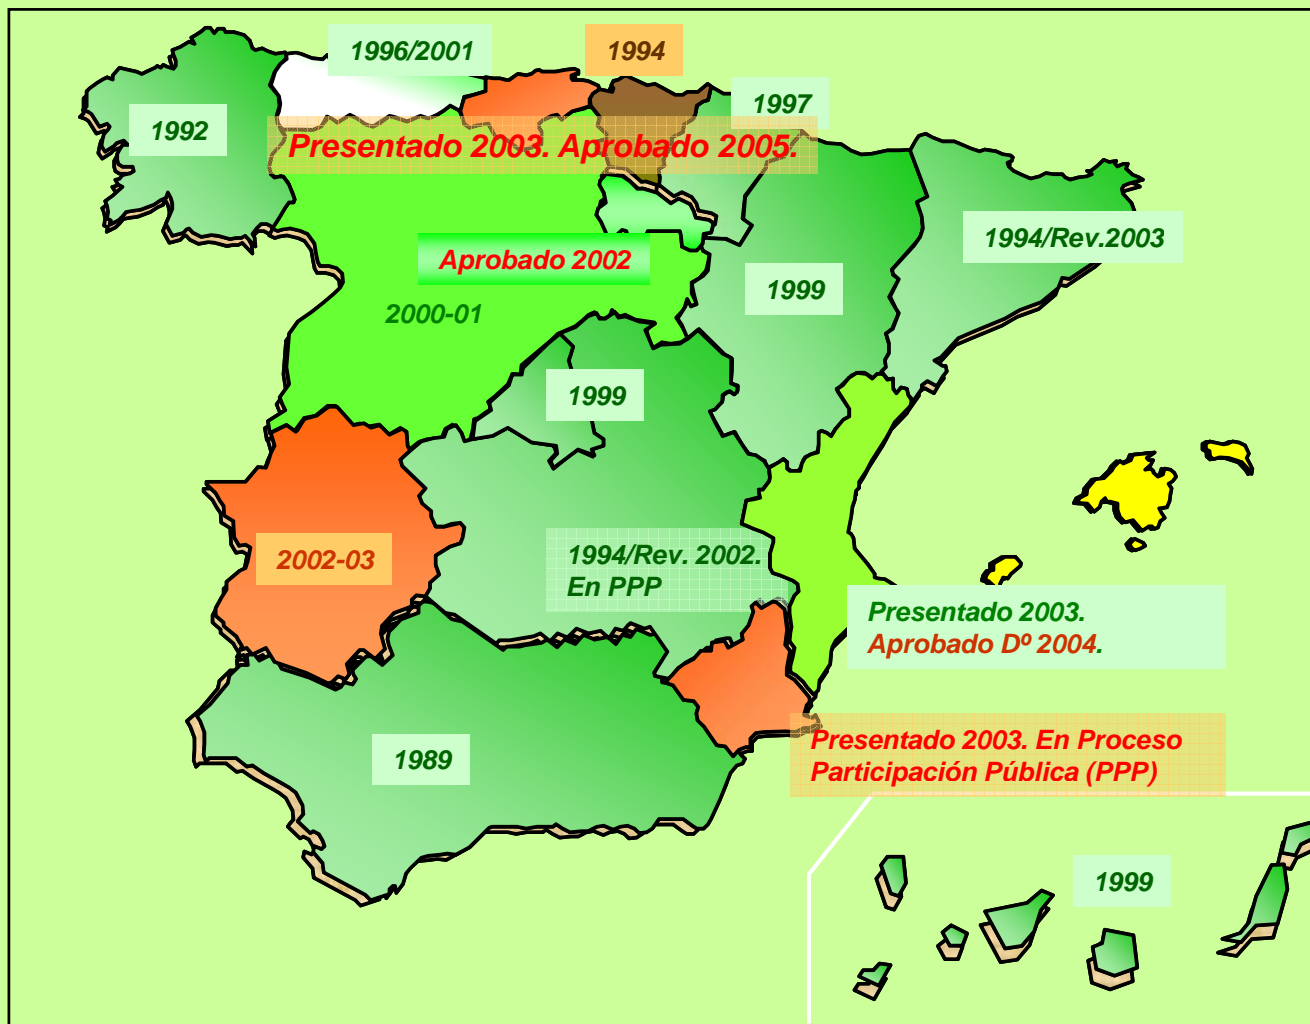 1996/2001
1994
1997
1992
Presentado 2003. Aprobado 2005.
1994/Rev.2003
Aprobado 2002
1999
2000-01
1999
2002-03
1994/Rev. 2002.
En PPP
Presentado 2003.
Aprobado Dº 2004.
1989
Presentado 2003. En Proceso
Participación Pública (PPP)
1999